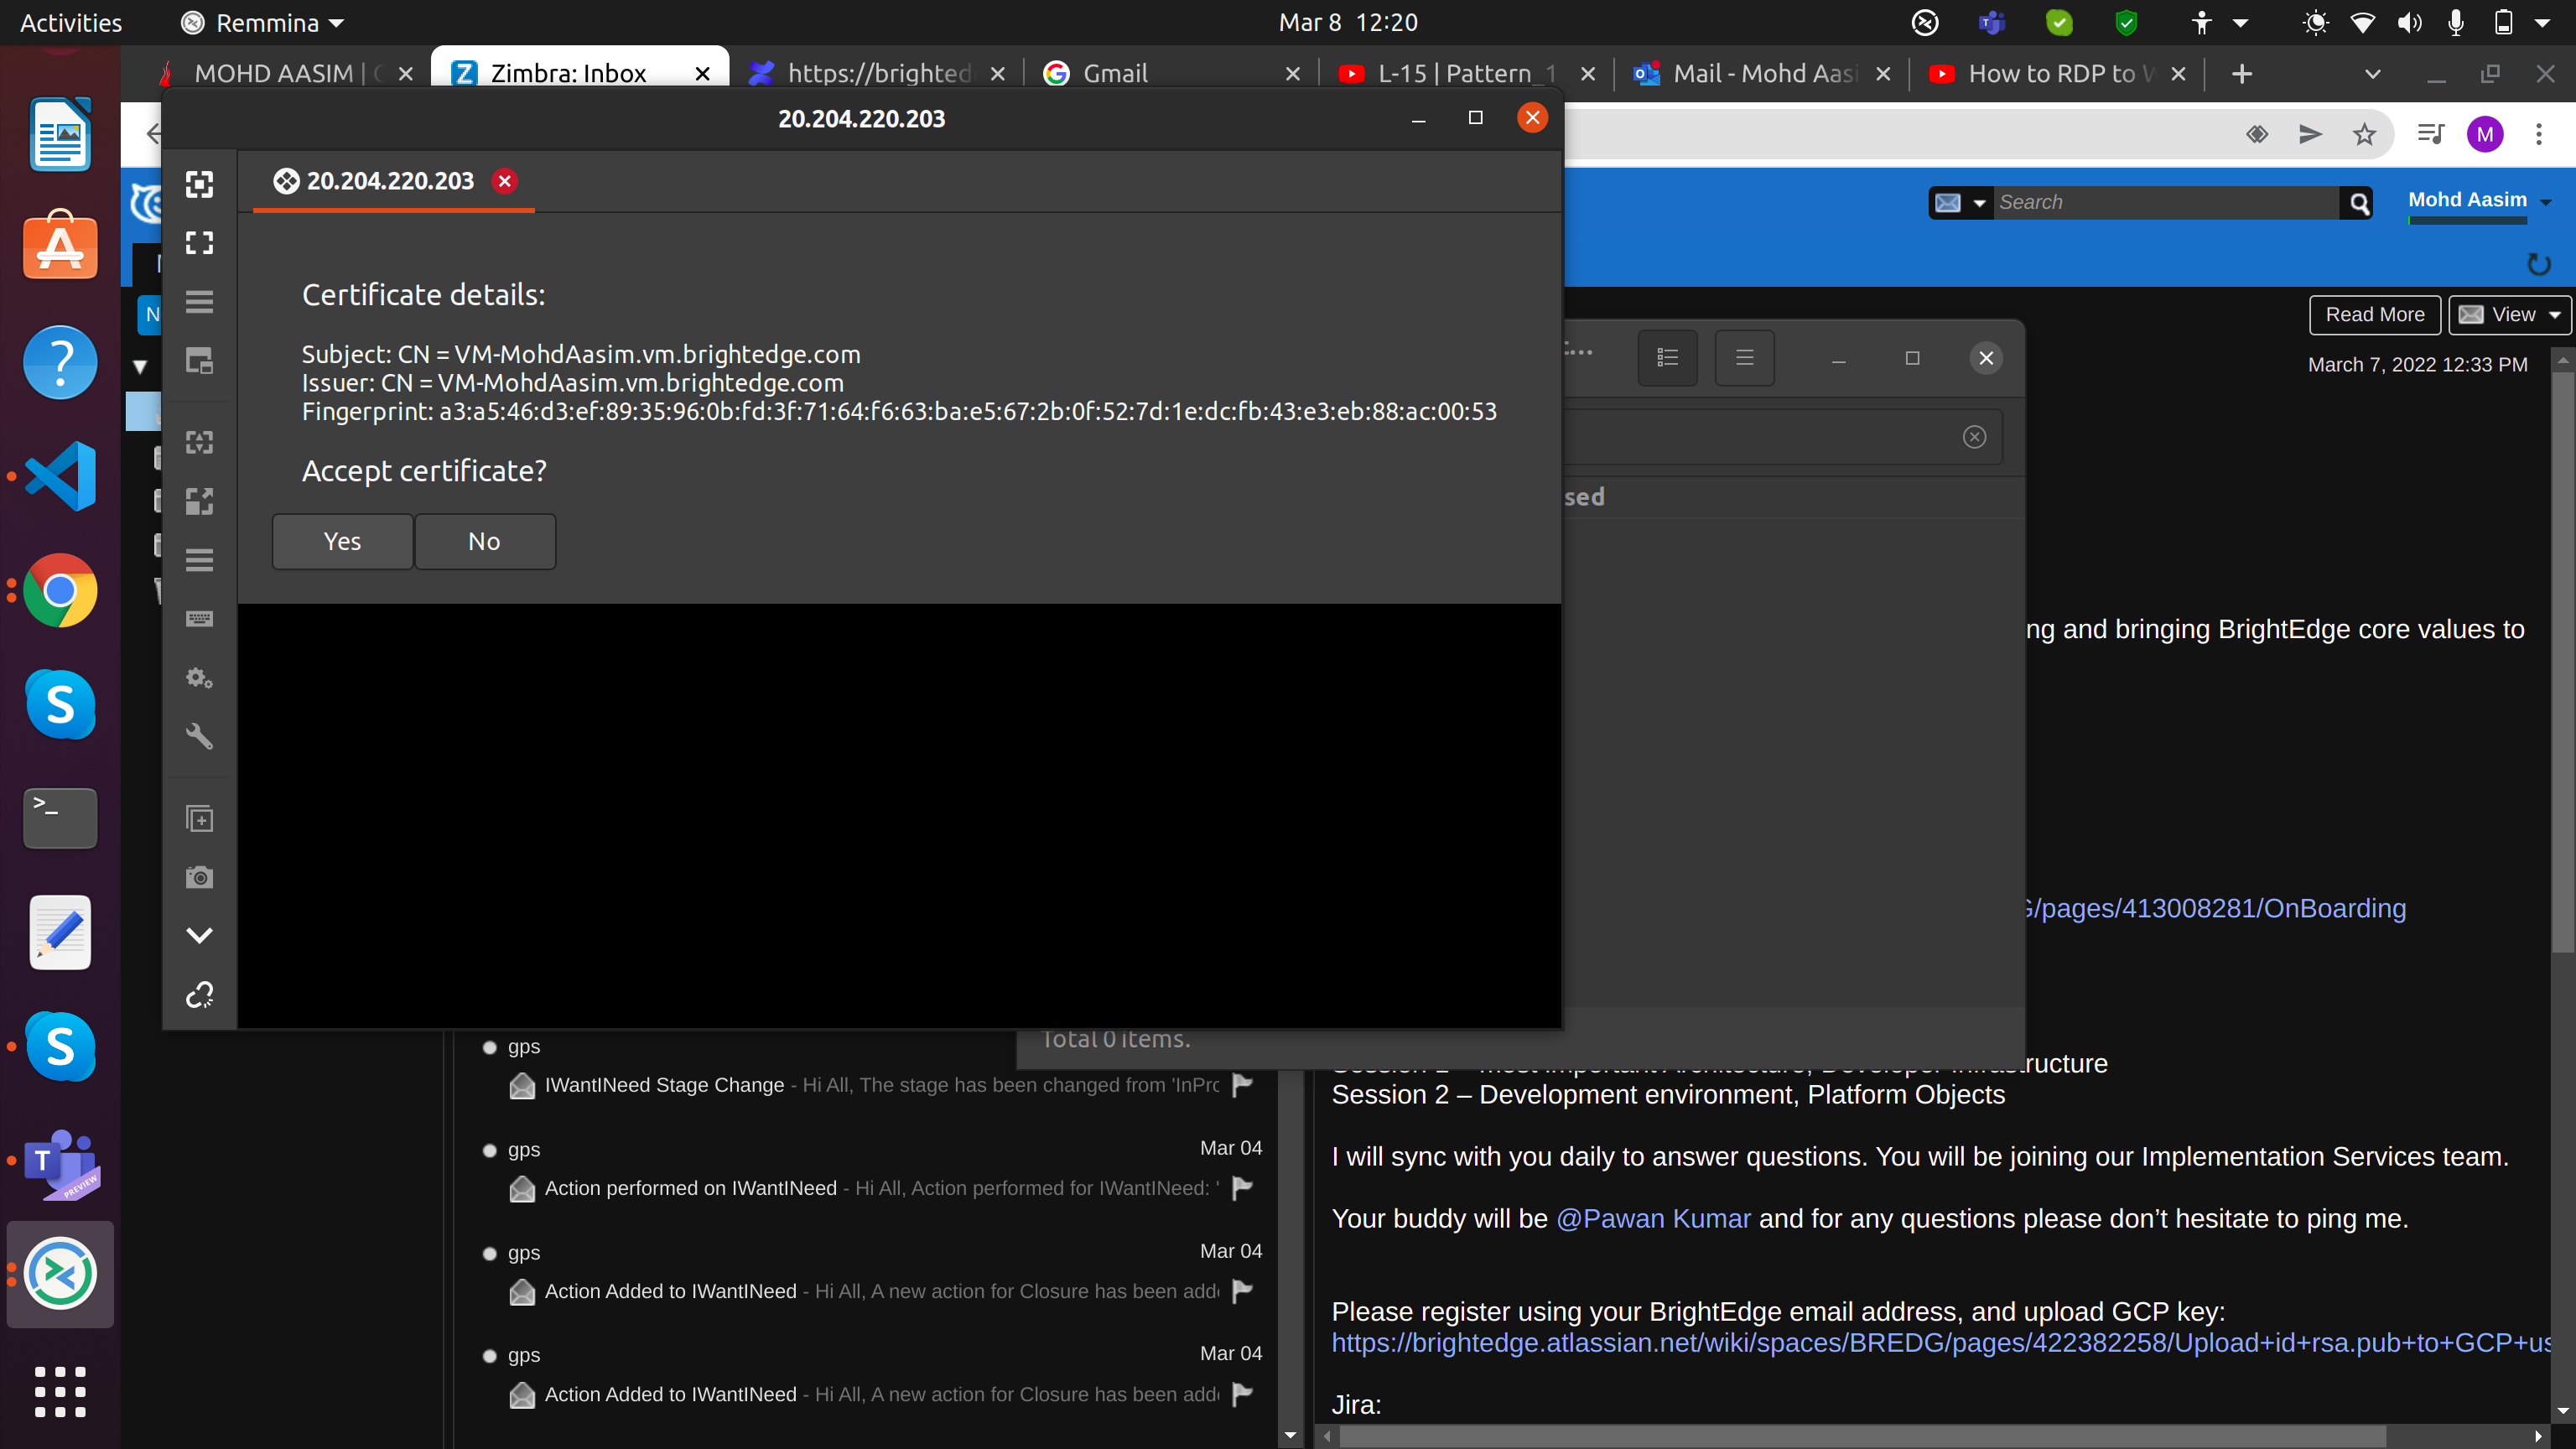 Activities
Remmina
Mar 8 12:20
MOHD AASIM |
Zimbra: Inbox
https://brighted
Gmail
L-15 | Pattern_1
Mail - Mohd Aasi
How to RDP to
20.204.220.203
M
20.204.220.203
Search
Mohd Aasim
Certificate details:
Read More
View
N
Subject: CN = VM-MohdAasim.vm.brightedge.com
Issuer: CN = VM-MohdAasim.vm.brightedge.com
Fingerprint: a3:a5:46:d3:ef:89:35:96:0b:fd:3f:71:64:f6:63:ba:e5:67:2b:0f:52:7d:1e:dc:fb:43:e3:eb:88:ac:00:53
March 7, 2022 12:33 PM
Accept certificate?
sed
Yes
No
ng and bringing BrightEdge core values to
/pages/413008281/OnBoarding
Total 0 items.
gps
IWantINeed Stage Change - Hi All, The stage has been changed from 'InPro
gps
Mar 04
Action performed on IWantINeed - Hi All, Action performed for IWantINeed: '
gps
Mar 04
Action Added to IWantINeed - Hi All, A new action for Closure has been adde
gps
Mar 04
Action Added to IWantINeed - Hi All, A new action for Closure has been adde
ructure
Session 2 – Development environment, Platform Objects
I will sync with you daily to answer questions. You will be joining our Implementation Services team.
Your buddy will be @Pawan Kumar and for any questions please don’t hesitate to ping me.
Please register using your BrightEdge email address, and upload GCP key:
https://brightedge.atlassian.net/wiki/spaces/BREDG/pages/422382258/Upload+id+rsa.pub+to+GCP+us
Jira:
PREVIEW